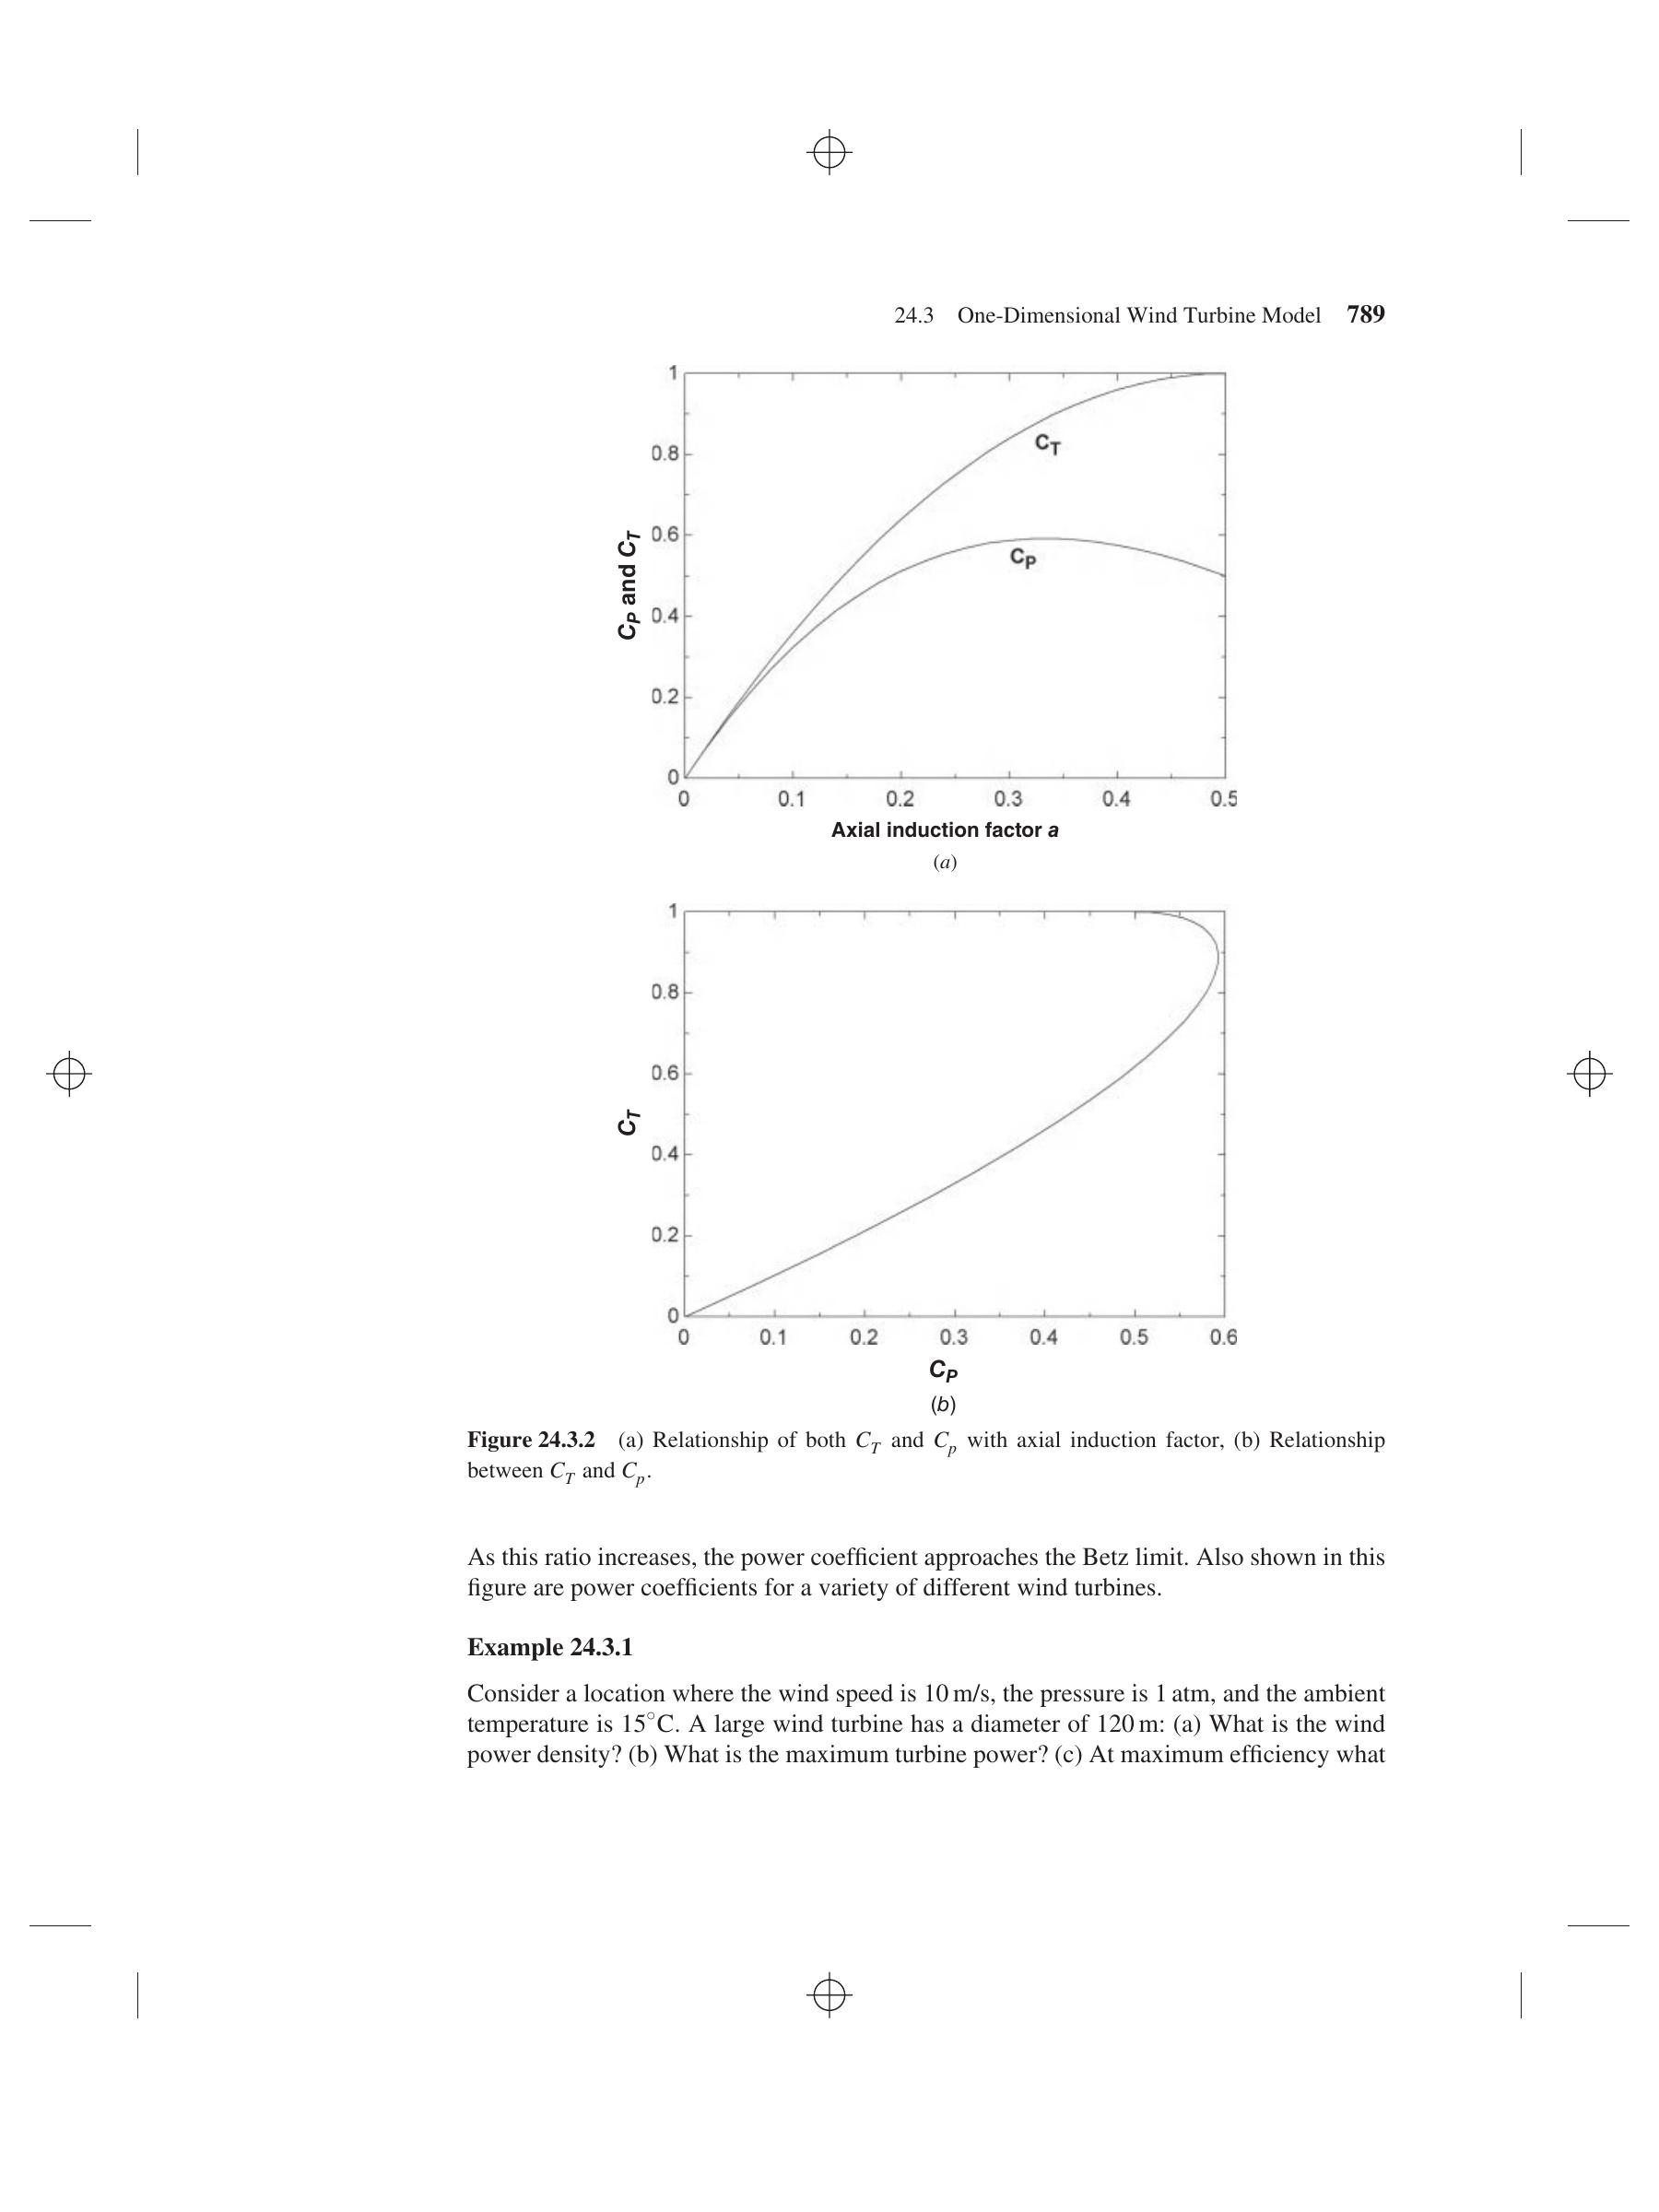 24.3 One-Dimensional Wind Turbine Model 789
1
0.8
0.6
0.4
0.2
0
C_P and C_T
C_T
C_P
0 0.1 0.2 0.3 0.4 0.5
Axial induction factor a
(a)
1
0.8
0.6
0.4
0.2
0
C_T
0 0.1 0.2 0.3 0.4 0.5 0.6
C_P
(b)
Figure 24.3.2 (a) Relationship of both C_T and C_p with axial induction factor, (b) Relationship
between C_T and C_p.
As this ratio increases, the power coefficient approaches the Betz limit. Also shown in this
figure are power coefficients for a variety of different wind turbines.
Example 24.3.1
Consider a location where the wind speed is 10 m/s, the pressure is 1 atm, and the ambient
temperature is 15°C. A large wind turbine has a diameter of 120 m: (a) What is the wind
power density? (b) What is the maximum turbine power? (c) At maximum efficiency what